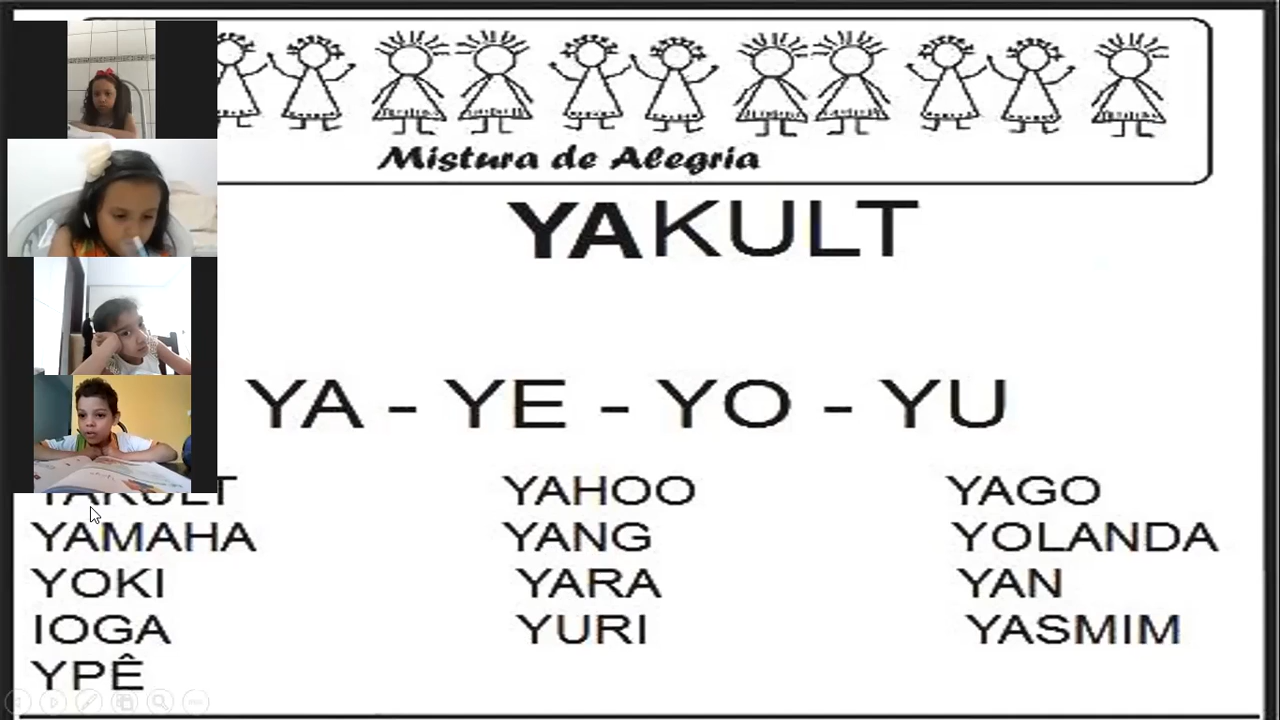 Mistura de Alegria
YAKULT
YA - YE - YO - YU
YAKULT YAHOO YAGO
YAMAHA YANG YOLANDA
YOKI YARA YAN
IOGA YURI YASMIM
YPÊ